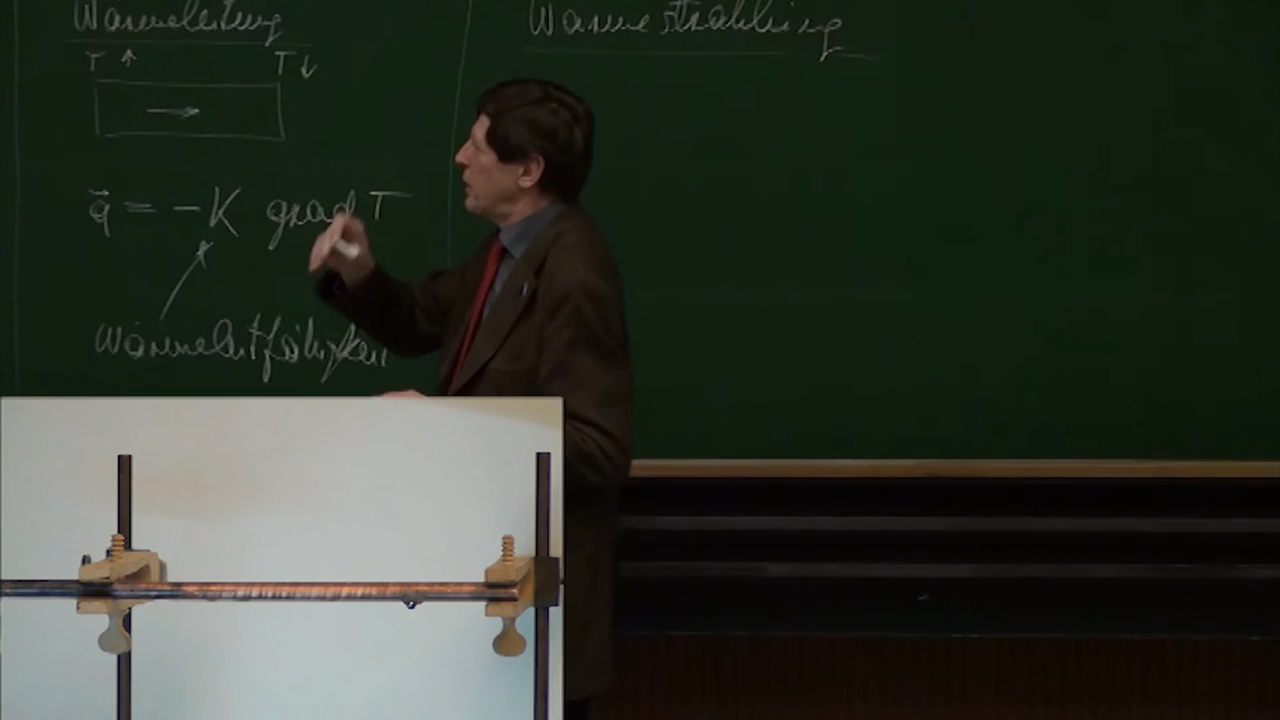 Wärmeleitung
T ↑ T ↓
→
q⃗ = - K grad T
Wärmeleitfähigkeit
Wärmestrahlung